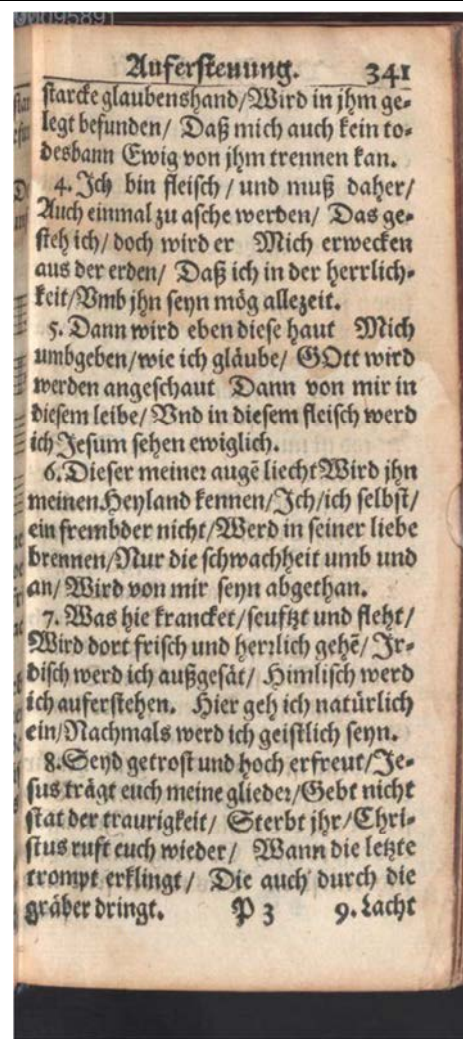 00095891
Auferstehung. 341
starcke glaubenshand/Wird in jhm ge-
legt befunden/ Daß mich auch kein to-
desbann Ewig von jhm trennen kan.
4. Ich bin fleisch / und muß daher/
Auch einmal zu asche werden/ Das ge-
steh ich/ doch wird er Mich erwecken
aus der erden/ Daß ich in der herrlich-
keit/Vmb jhn seyn mög allezeit.
5. Dann wird eben diese haut Mich
umbgeben/wie ich gläube/ GOtt wird
werden angeschaut Dann von mir in
diesem leibe/ Vnd in diesem fleisch werd
ich Jesum sehen ewiglich.
6. Dieser meiner augē liecht Wird jhn
meinen Heyland kennen/Ich/ich selbst/
ein frembder nicht/Werd in seiner liebe
brennen/Nur die schwachheit umb und
an/ Wird von mir seyn abgethan.
7. Was hie krancket/seufftzt und fleht/
Wird dort frisch und herrlich gehē/ Ir-
disch werd ich außgesät/ Himlisch werd
ich auferstehen. Hier geh ich natürlich
ein/Nachmals werd ich geistlich seyn.
8. Seyd getrost und hoch erfreut/Je-
sus trägt euch meine glieder/Gebt nicht
stat der traurigkeit/ Sterbt jhr/Chri-
stus ruft euch wieder/ Wann die letzte
trompt erklingt/ Die auch durch die
gräber dringt. P 3 9. Lacht